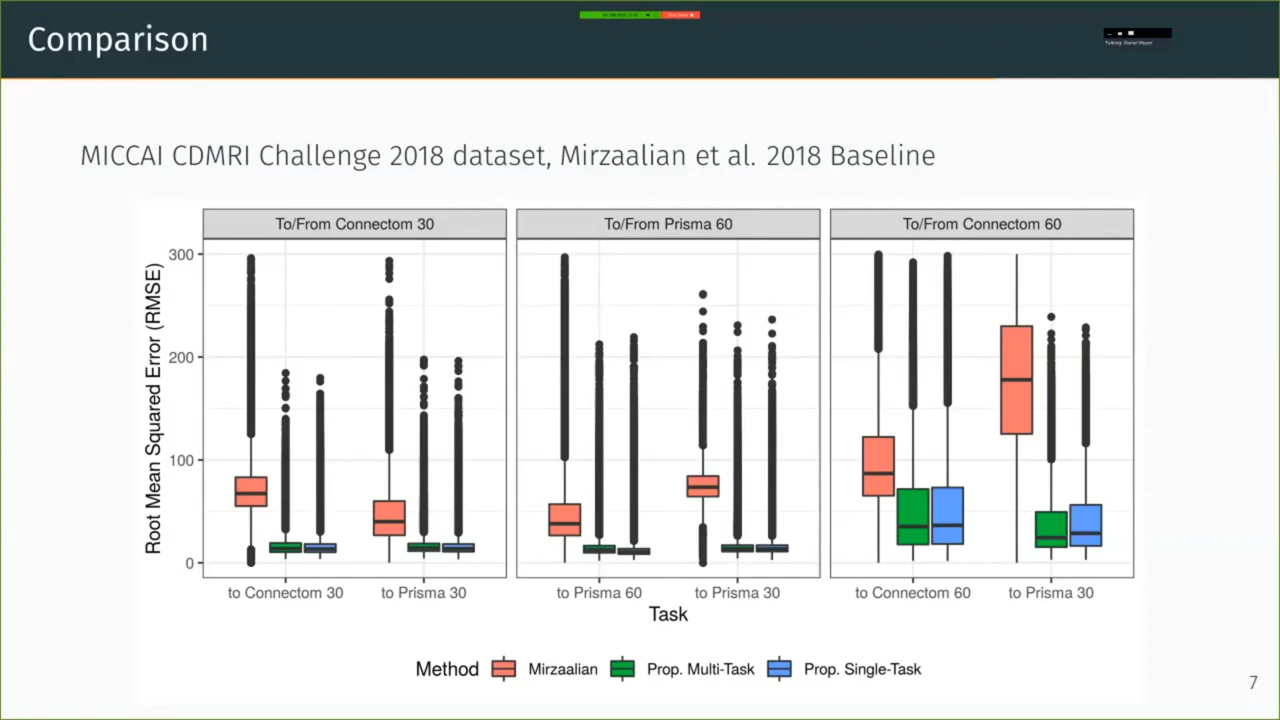 Comparison
Talking: Daniel Moyer
MICCAI CDMRI Challenge 2018 dataset, Mirzaalian et al. 2018 Baseline
To/From Connectom 30
To/From Prisma 60
To/From Connectom 60
Root Mean Squared Error (RMSE)
300
200
100
0
to Connectom 30
to Prisma 30
to Prisma 60
to Prisma 30
to Connectom 60
to Prisma 30
Task
Method
Mirzaalian
Prop. Multi-Task
Prop. Single-Task
7